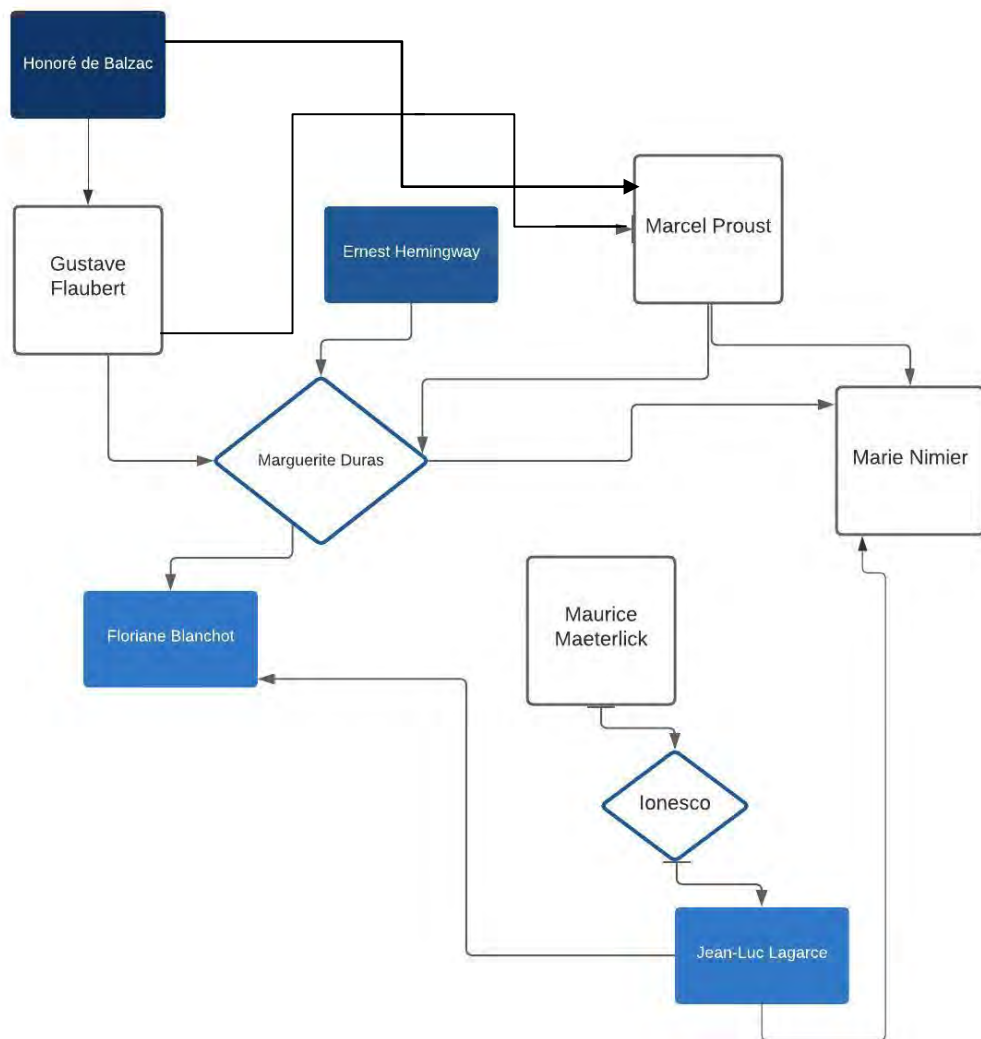 Honoré de Balzac
Gustave
Flaubert
Ernest Hemingway
Marcel Proust
Marguerite Duras
Marie Nimier
Floriane Blanchot
Maurice
Maeterlick
Ionesco
Jean-Luc Lagarce